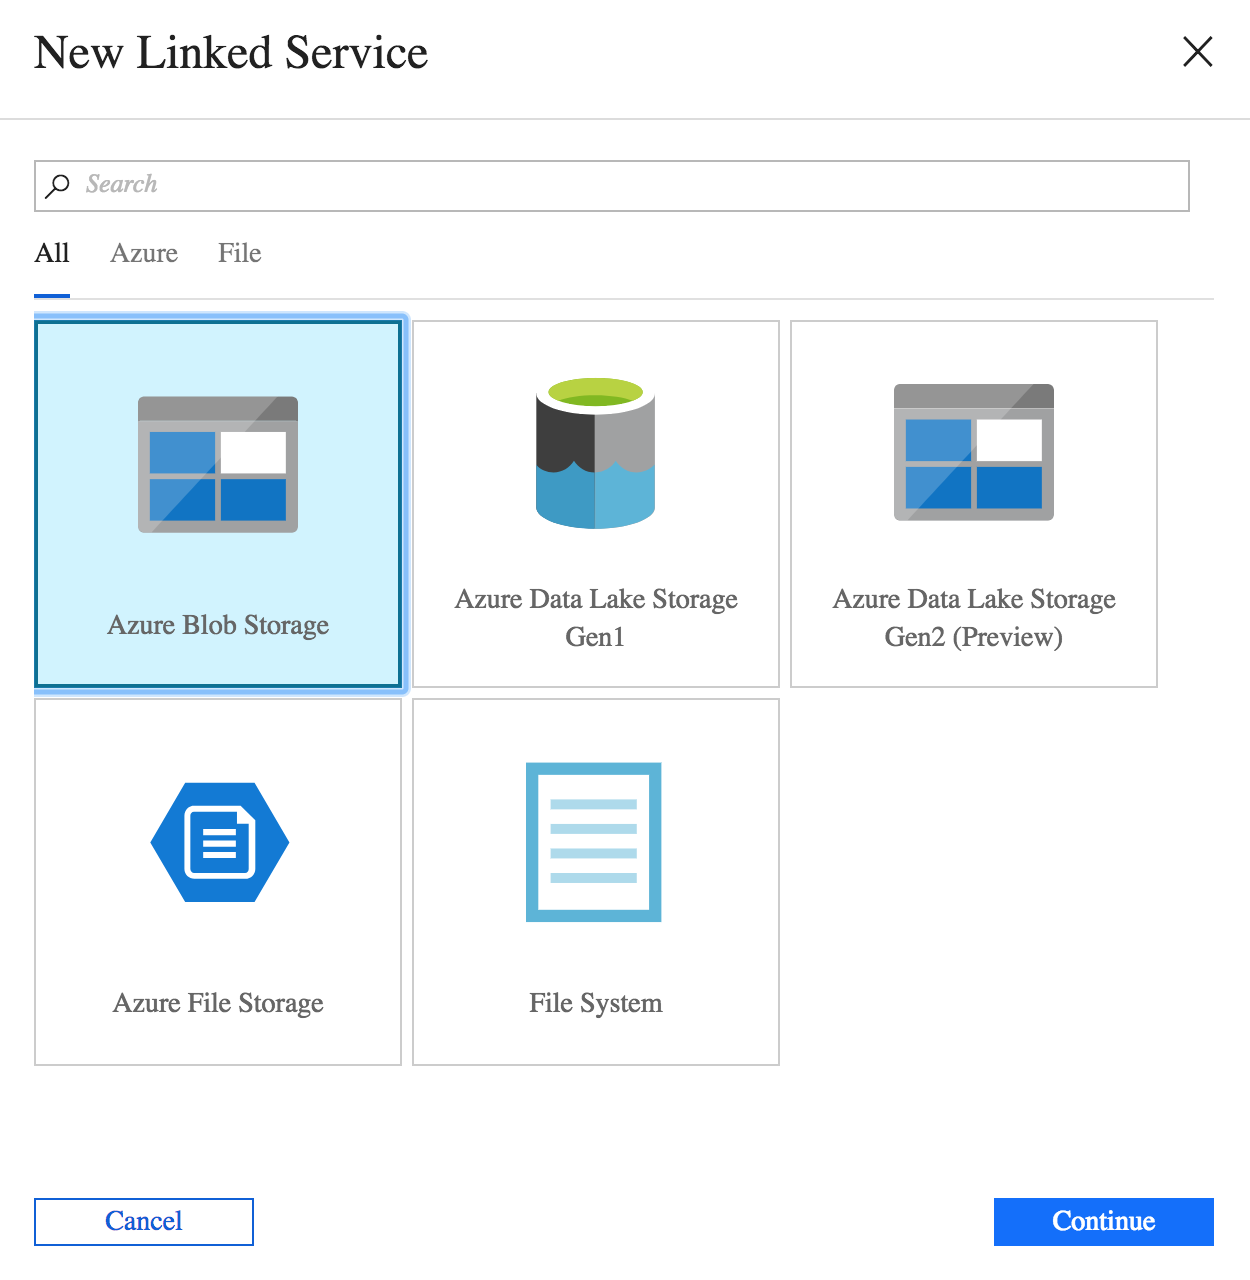 New Linked Service
Search
All Azure File
Azure Blob Storage
Azure Data Lake Storage
Gen1
Azure Data Lake Storage
Gen2 (Preview)
Azure File Storage
File System
Cancel
Continue